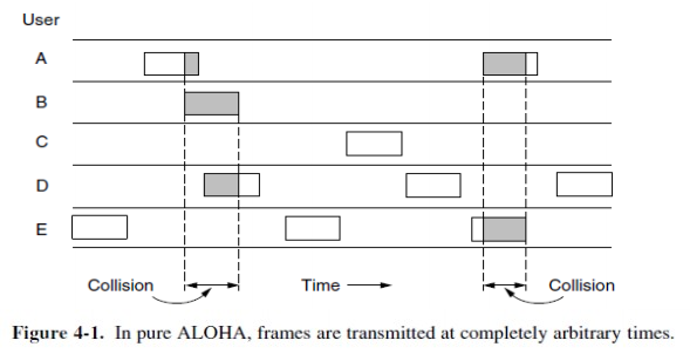 User
A
B
C
D
E
Collision Time Collision
Figure 4-1. In pure ALOHA, frames are transmitted at completely arbitrary times.